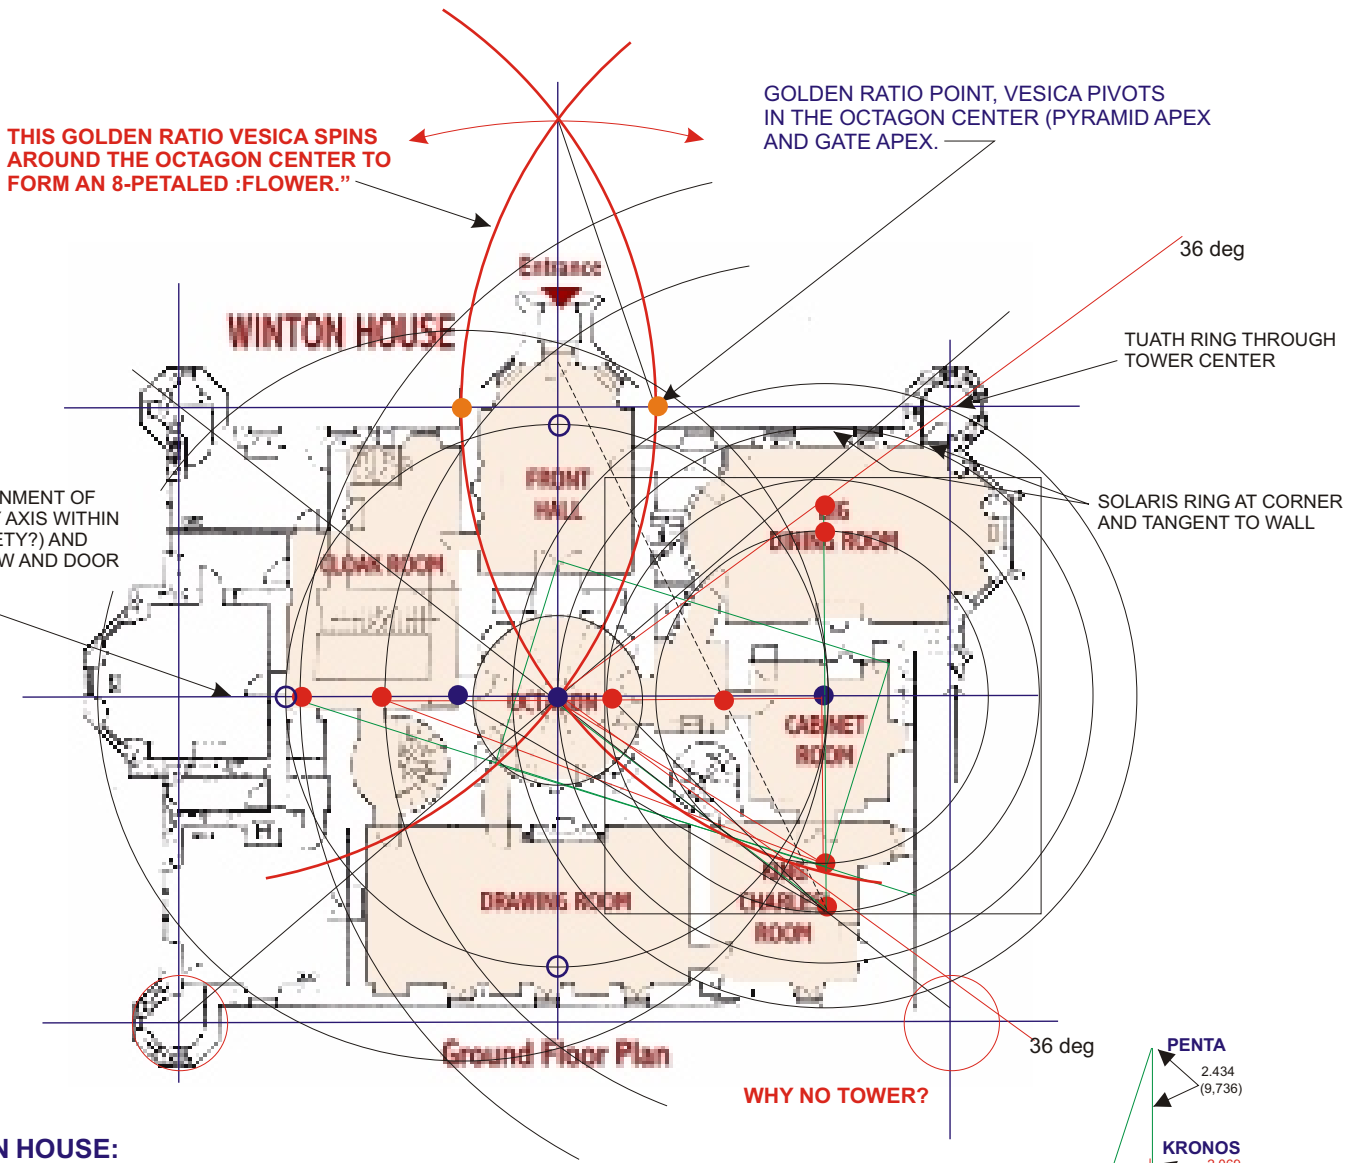 THIS GOLDEN RATIO VESICA SPINS
AROUND THE OCTAGON CENTER TO
FORM AN 8-PETALED :FLOWER.”
GOLDEN RATIO POINT, VESICA PIVOTS
IN THE OCTAGON CENTER (PYRAMID APEX
AND GATE APEX.
36 deg
Entrance
WINTON HOUSE
TUATH RING THROUGH
TOWER CENTER
NMENT OF
AXIS WITHIN
ETY?) AND
W AND DOOR
FRONT
HALL
SOLARIS RING AT CORNER
AND TANGENT TO WALL
DINING ROOM
CLOAK ROOM
OCTAGON
CABINET
ROOM
H
DRAWING ROOM
KING
CHARLES
ROOM
Ground Floor Plan
36 deg
WHY NO TOWER?
PENTA
2.434
(9,736)
N HOUSE:
KRONOS